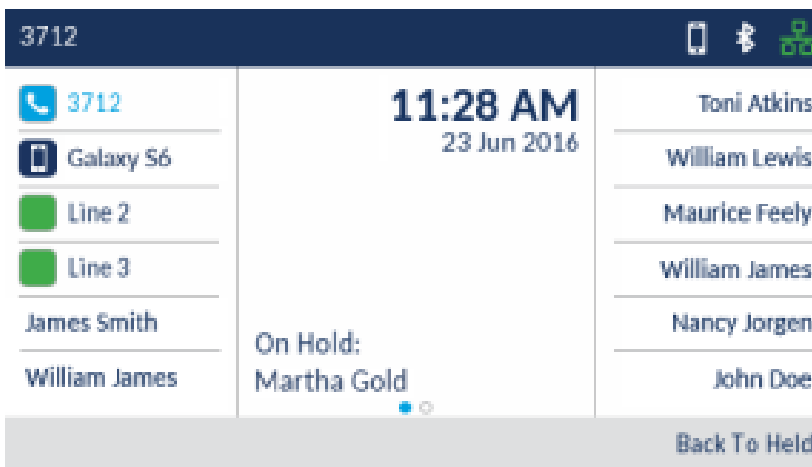 3712
3712
Galaxy S6
Line 2
Line 3
James Smith
William James
11:28 AM
23 Jun 2016
On Hold:
Martha Gold
Toni Atkins
William Lewis
Maurice Feely
William James
Nancy Jorgen
John Doe
Back To Held